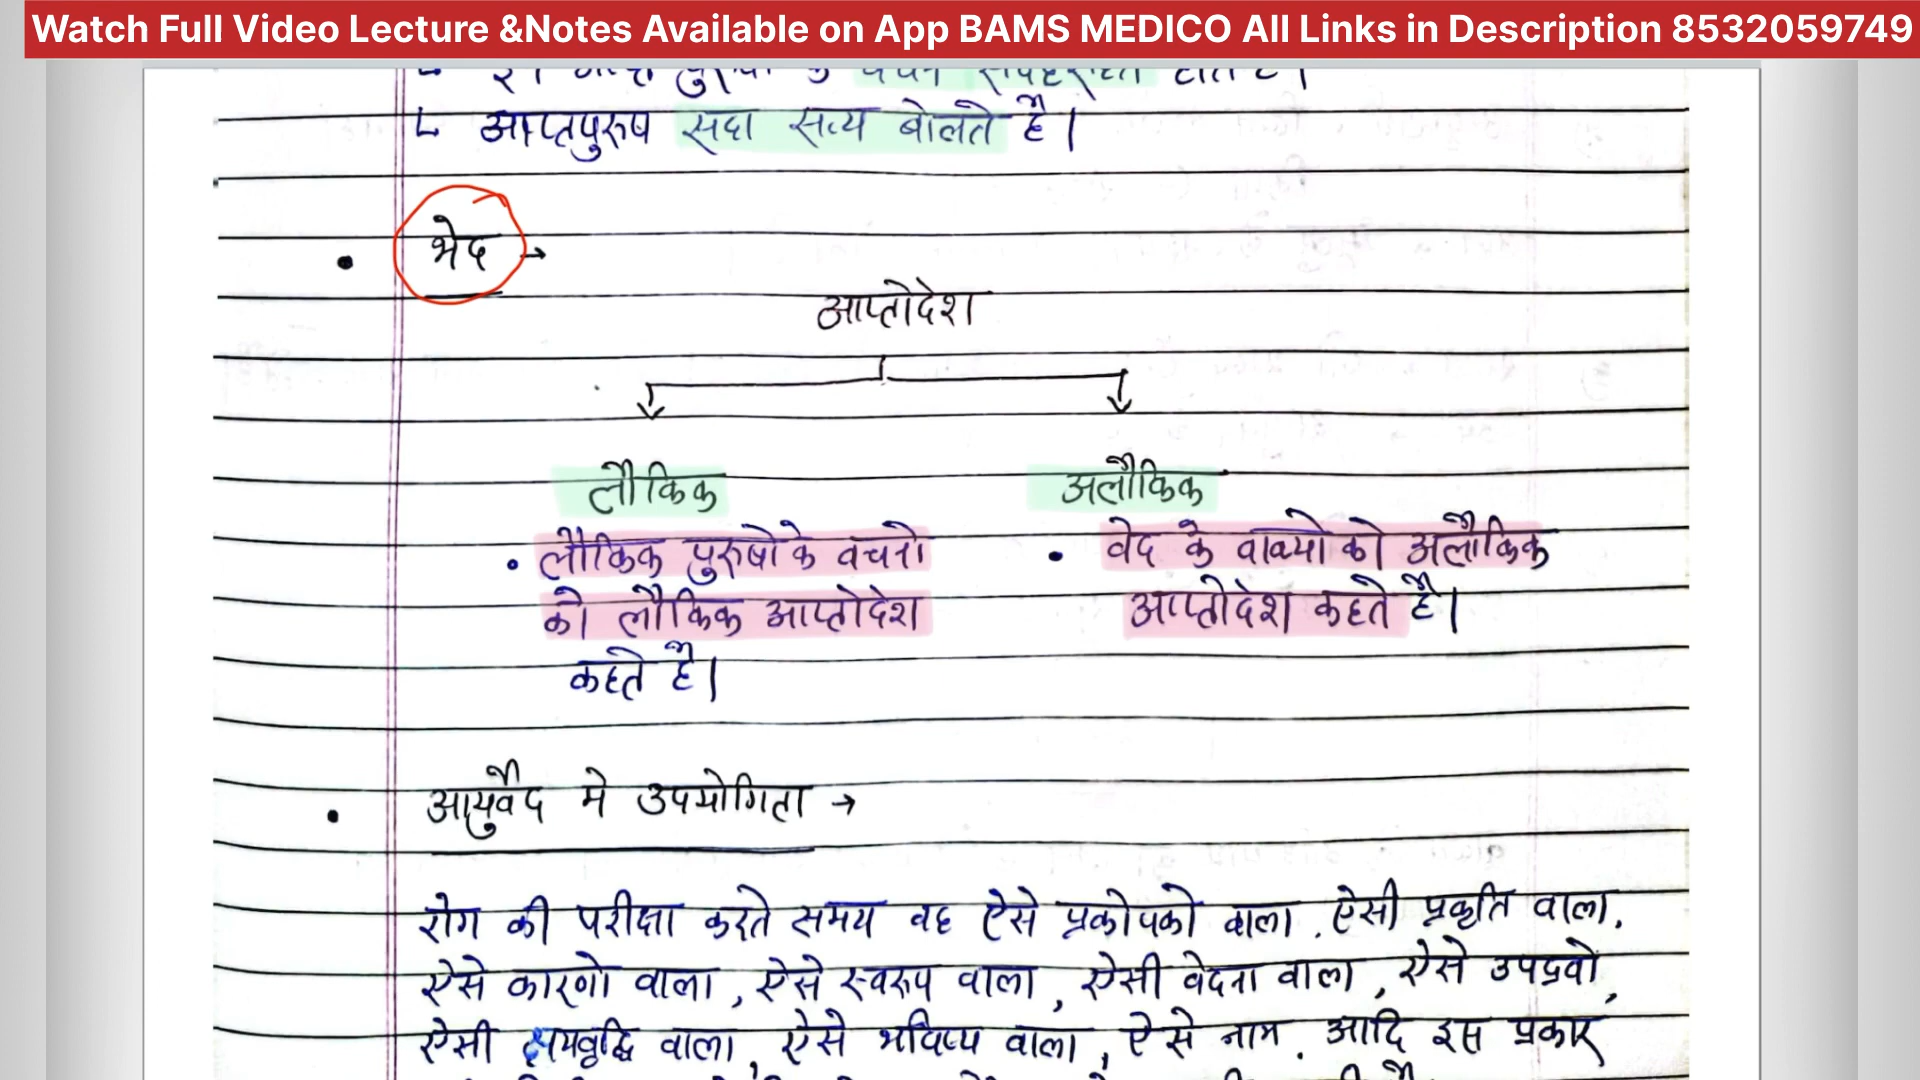 Watch Full Video Lecture &Notes Available on App BAMS MEDICO All Links in Description 8532059749
आप्तपुरुष सदा सत्य बोलते है।
• भेद →
आप्तोदेश
लौकिक अलौकिक
• लौकिक पुरुषो के वचनो • वेद के वाक्यो को अलौकिक
को लौकिक आप्तोदेश आप्तोदेश कहते है।
कहते है।
• आयुर्वेद मे उपयोगिता →
रोग की परीक्षा करते समय वह ऐसे प्रकोपको वाला, ऐसी प्रकृति वाला,
ऐसे कारणो वाला, ऐसे स्वरूप वाला, ऐसी वेदना वाला, ऐसे उपद्रवो,
ऐसी क्षयवृद्धि वाला, ऐसे भविष्य वाला, ऐसे नाम, आदि इस प्रकार